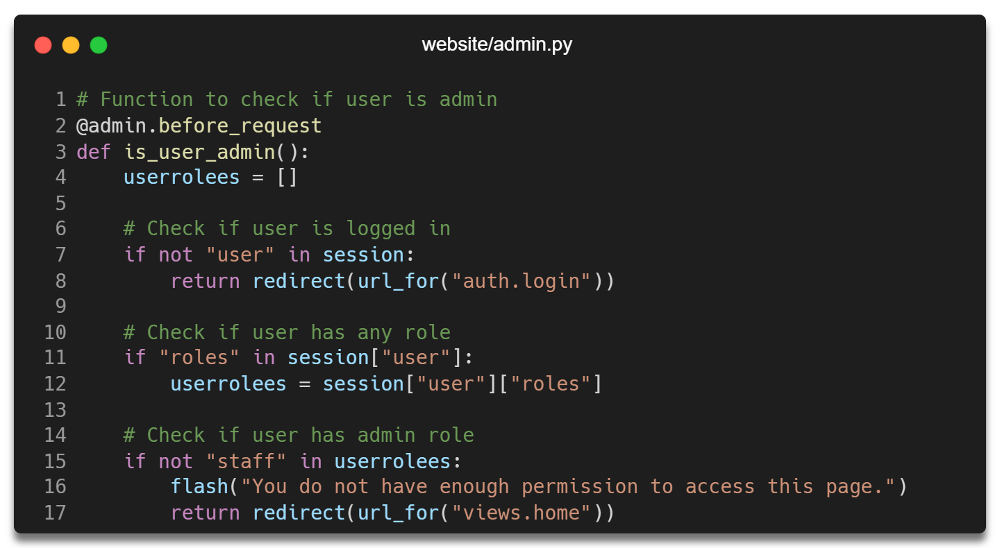 website/admin.py
1 # Function to check if user is admin
2 @admin.before_request
3 def is_user_admin():
4     userrolees = []
5
6     # Check if user is logged in
7     if not "user" in session:
8         return redirect(url_for("auth.login"))
9
10     # Check if user has any role
11     if "roles" in session["user"]:
12         userrolees = session["user"]["roles"]
13
14     # Check if user has admin role
15     if not "staff" in userrolees:
16         flash("You do not have enough permission to access this page.")
17         return redirect(url_for("views.home"))